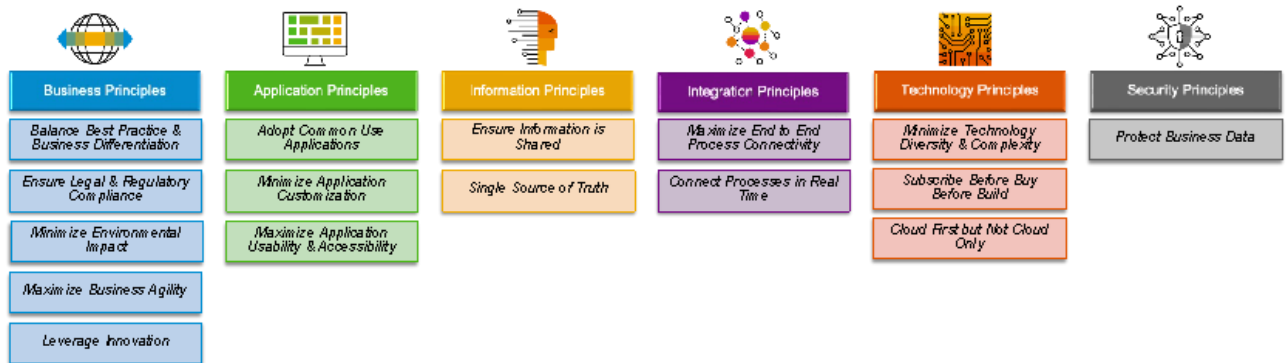 Business Principles
Balance Best Practice &
Business Differentiation
Ensure Legal & Regulatory
Compliance
Minimize Environmental
Impact
Maximize Business Agility
Leverage Innovation
Application Principles
Adopt Common Use
Applications
Minimize Application
Customization
Maximize Application
Usability & Accessibility
Information Principles
Ensure Information is
Shared
Single Source of Truth
Integration Principles
Maximize End to End
Process Connectivity
Connect Processes in Real
Time
Technology Principles
Minimize Technology
Diversity & Complexity
Subscribe Before Buy
Before Build
Cloud First but Not Cloud
Only
Security Principles
Protect Business Data